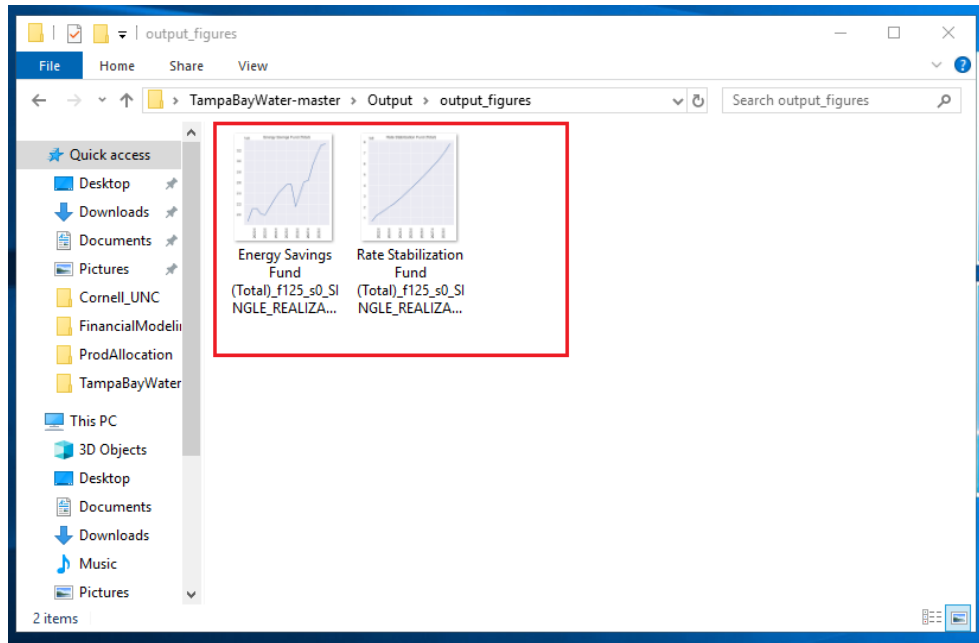 output_figures
File Home Share View
TampaBayWater-master > Output > output_figures
Search output_figures
Quick access
Desktop
Downloads
Documents
Pictures
Cornell_UNC
FinancialModelin
ProdAllocation
TampaBayWater
This PC
3D Objects
Desktop
Documents
Downloads
Music
Pictures
Energy Savings
Fund
(Total)_f125_s0_SI
NGLE_REALIZA...
Rate Stabilization
Fund
(Total)_f125_s0_SI
NGLE_REALIZA...
2 items